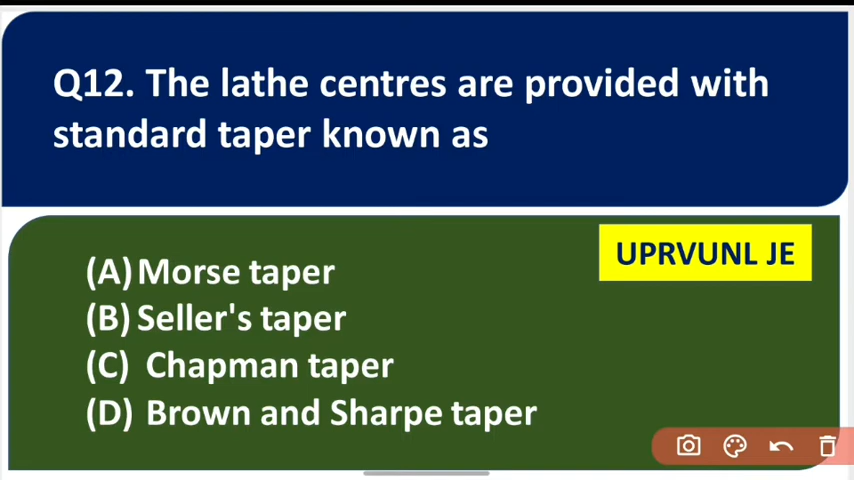 Q12. The lathe centres are provided with
standard taper known as
UPRVUNL JE
(A) Morse taper
(B) Seller's taper
(C) Chapman taper
(D) Brown and Sharpe taper